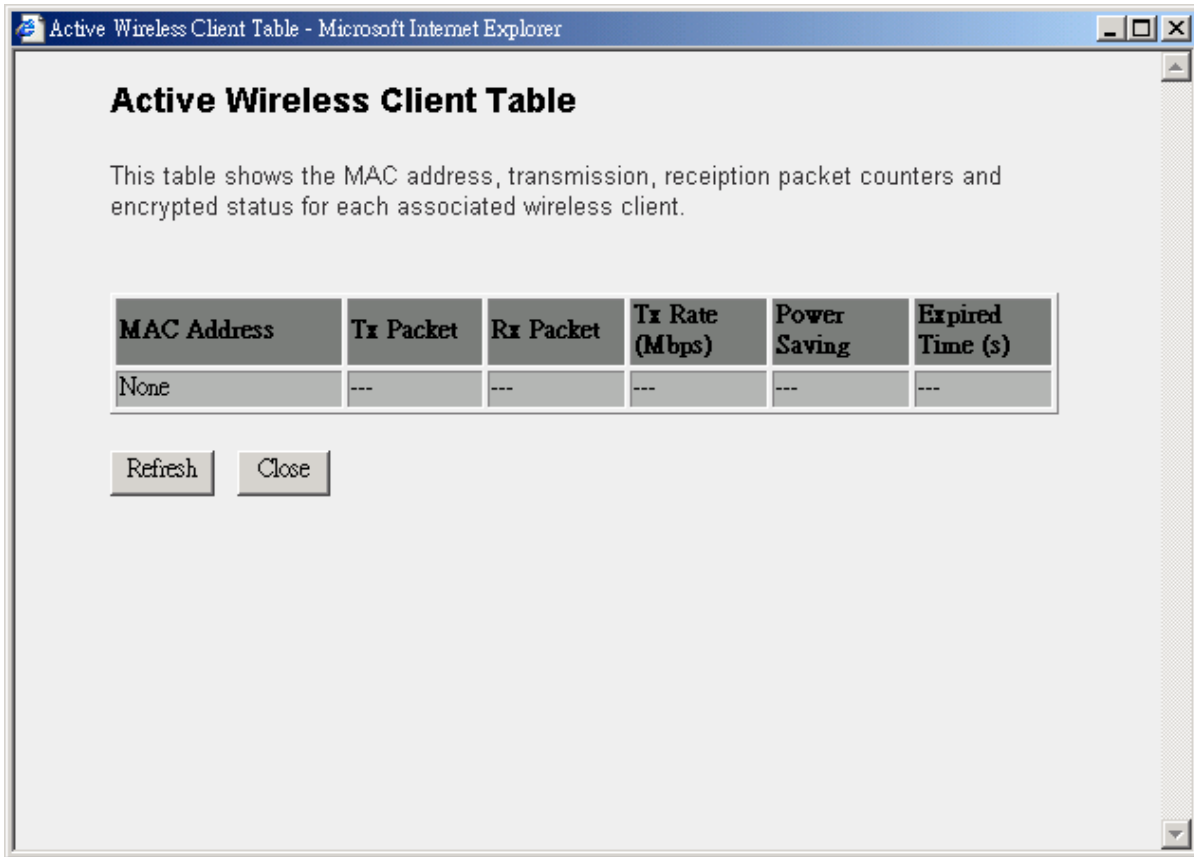 Active Wireless Client Table - Microsoft Internet Explorer
Active Wireless Client Table
This table shows the MAC address, transmission, receiption packet counters and
encrypted status for each associated wireless client.
MAC Address Tx Packet Rx Packet Tx Rate (Mbps) Power Saving Expired Time (s)
None --- --- --- --- ---
Refresh Close